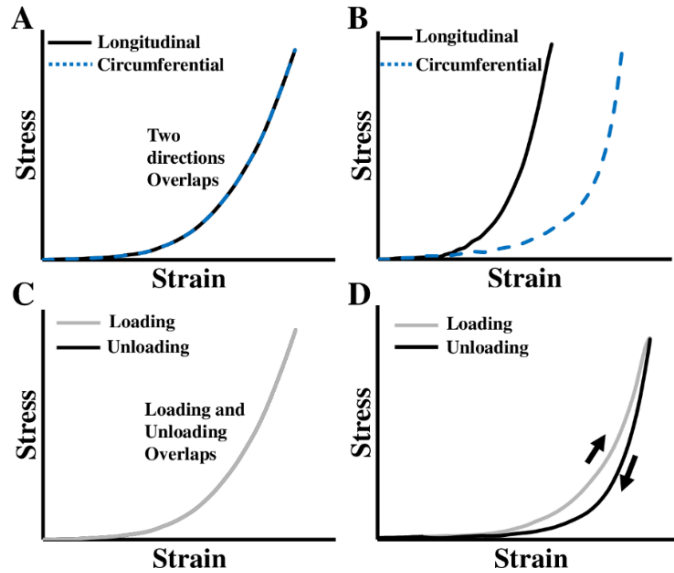 A
Longitudinal
Circumferential
Two
directions
Overlaps
Stress
Strain
B
Longitudinal
Circumferential
Stress
Strain
C
Loading
Unloading
Loading and
Unloading
Overlaps
Stress
Strain
D
Loading
Unloading
Stress
Strain